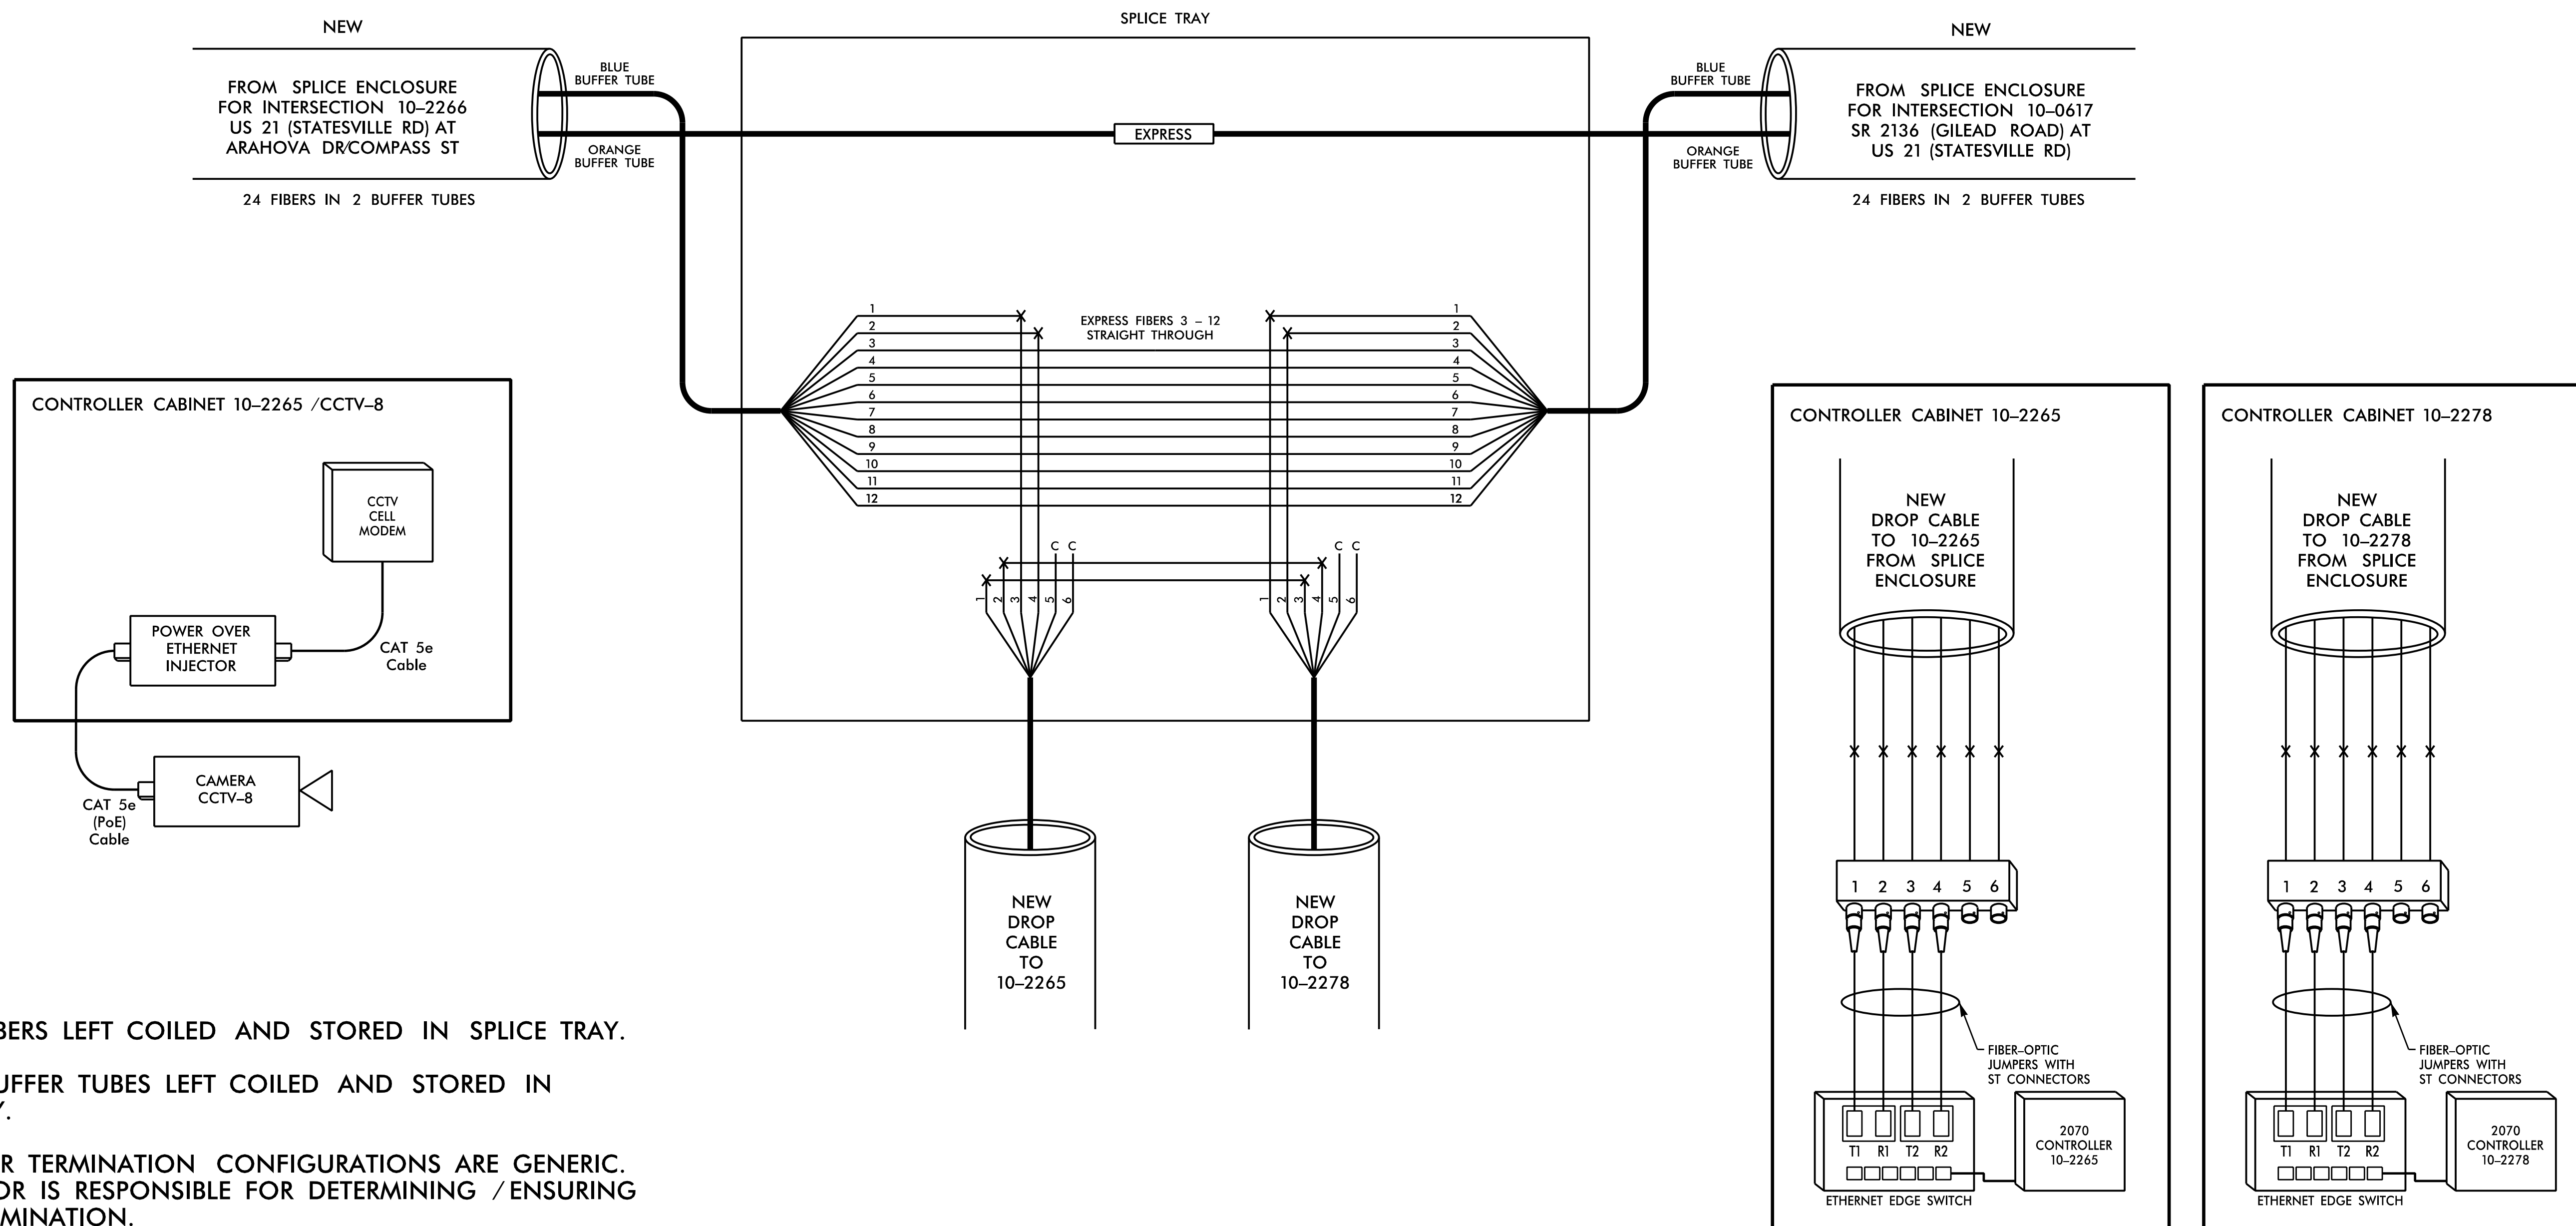 SPLICE TRAY
NEW
FROM SPLICE ENCLOSURE
FOR INTERSECTION 10–2266
US 21 (STATESVILLE RD) AT
ARAHOVA DR/COMPASS ST
24 FIBERS IN 2 BUFFER TUBES
BLUE
BUFFER TUBE
ORANGE
BUFFER TUBE
EXPRESS
BLUE
BUFFER TUBE
ORANGE
BUFFER TUBE
NEW
FROM SPLICE ENCLOSURE
FOR INTERSECTION 10–0617
SR 2136 (GILEAD ROAD) AT
US 21 (STATESVILLE RD)
24 FIBERS IN 2 BUFFER TUBES
EXPRESS FIBERS 3 – 12
STRAIGHT THROUGH
1 1
2 2
3 3
4 4
5 5
6 6
7 7
8 8
9 9
10 10
11 11
12 12
C C
C C
1 2 3 4 5 6
1 2 3 4 5 6
NEW
DROP
CABLE
TO
10–2265
NEW
DROP
CABLE
TO
10–2278
CONTROLLER CABINET 10–2265 /CCTV–8
CCTV
CELL
MODEM
POWER OVER
ETHERNET
INJECTOR
CAT 5e
Cable
CAMERA
CCTV–8
CAT 5e
(PoE)
Cable
CONTROLLER CABINET 10–2265
NEW
DROP CABLE
TO 10–2265
FROM SPLICE
ENCLOSURE
1 2 3 4 5 6
FIBER–OPTIC
JUMPERS WITH
ST CONNECTORS
T1 R1 T2 R2
ETHERNET EDGE SWITCH
2070
CONTROLLER
10–2265
CONTROLLER CABINET 10–2278
NEW
DROP CABLE
TO 10–2278
FROM SPLICE
ENCLOSURE
1 2 3 4 5 6
FIBER–OPTIC
JUMPERS WITH
ST CONNECTORS
T1 R1 T2 R2
ETHERNET EDGE SWITCH
2070
CONTROLLER
10–2278
BERS LEFT COILED AND STORED IN SPLICE TRAY.
UFFER TUBES LEFT COILED AND STORED IN
Y.
R TERMINATION CONFIGURATIONS ARE GENERIC.
OR IS RESPONSIBLE FOR DETERMINING /ENSURING
MINATION.